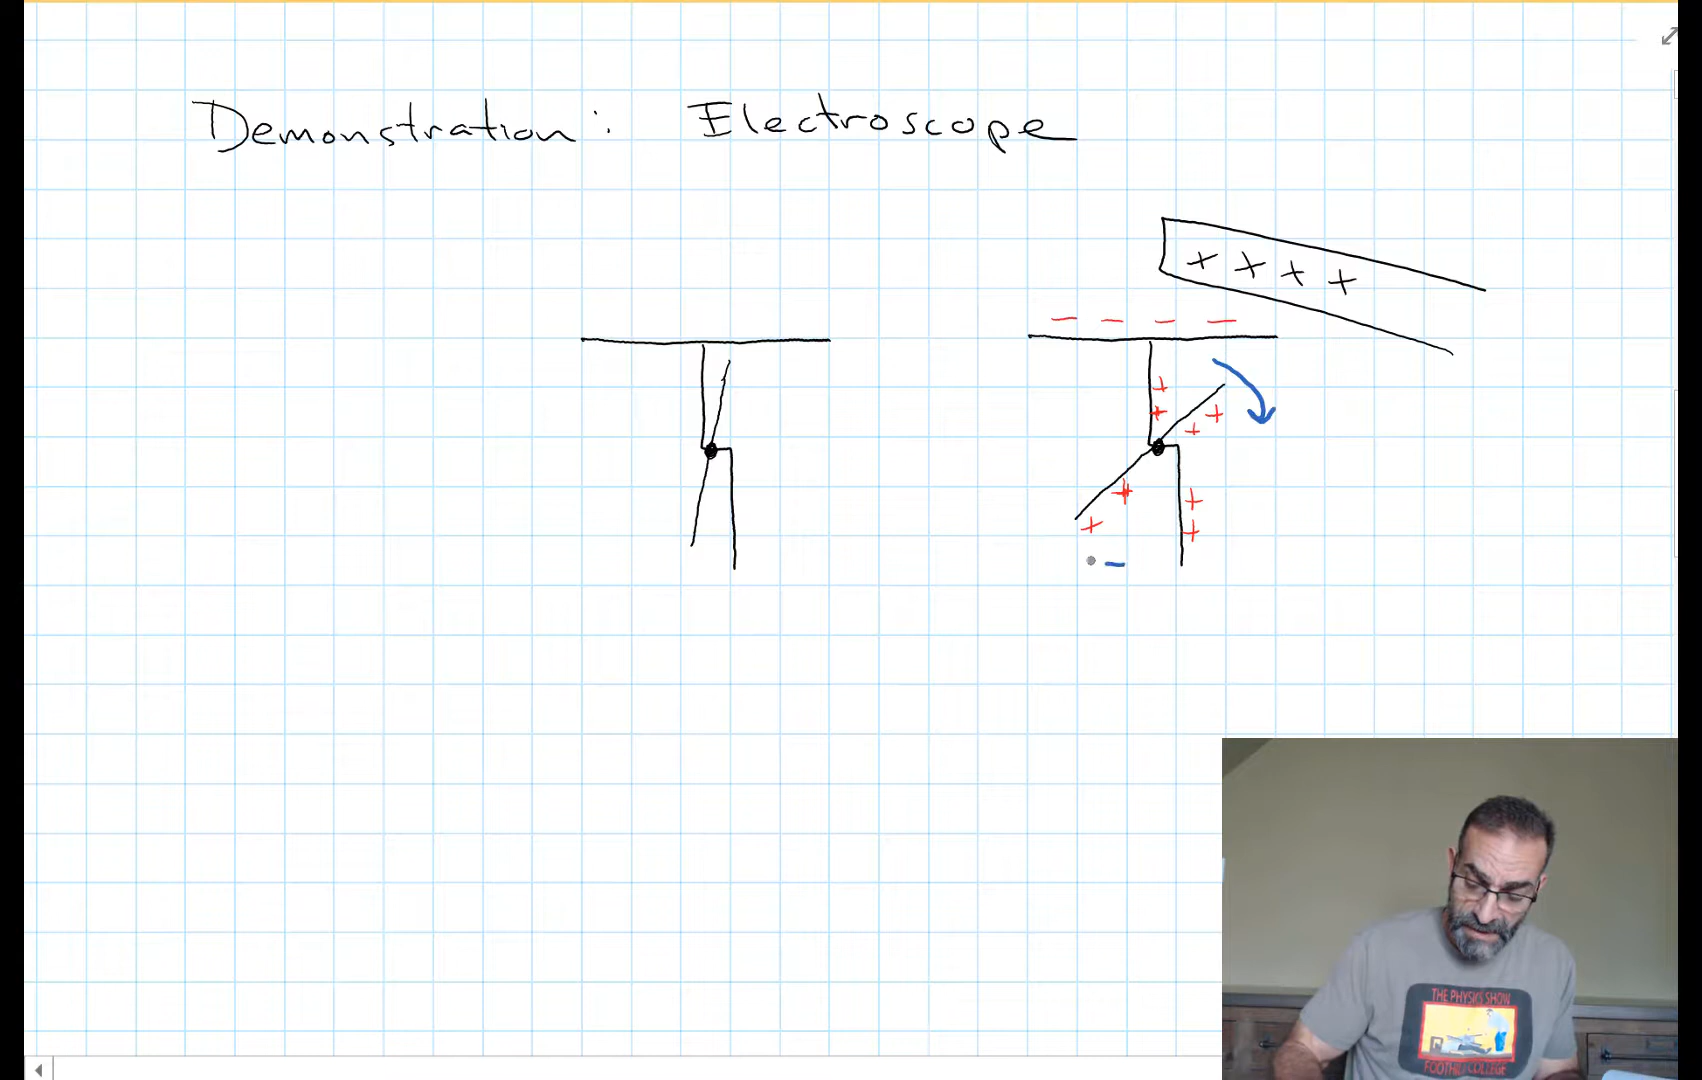 Demonstration: Electroscope
+ + + +
− − − −
+
+ +
+
+ +
+ +
−
THE PHYSICS SHOW
FOOTHILL COLLEGE